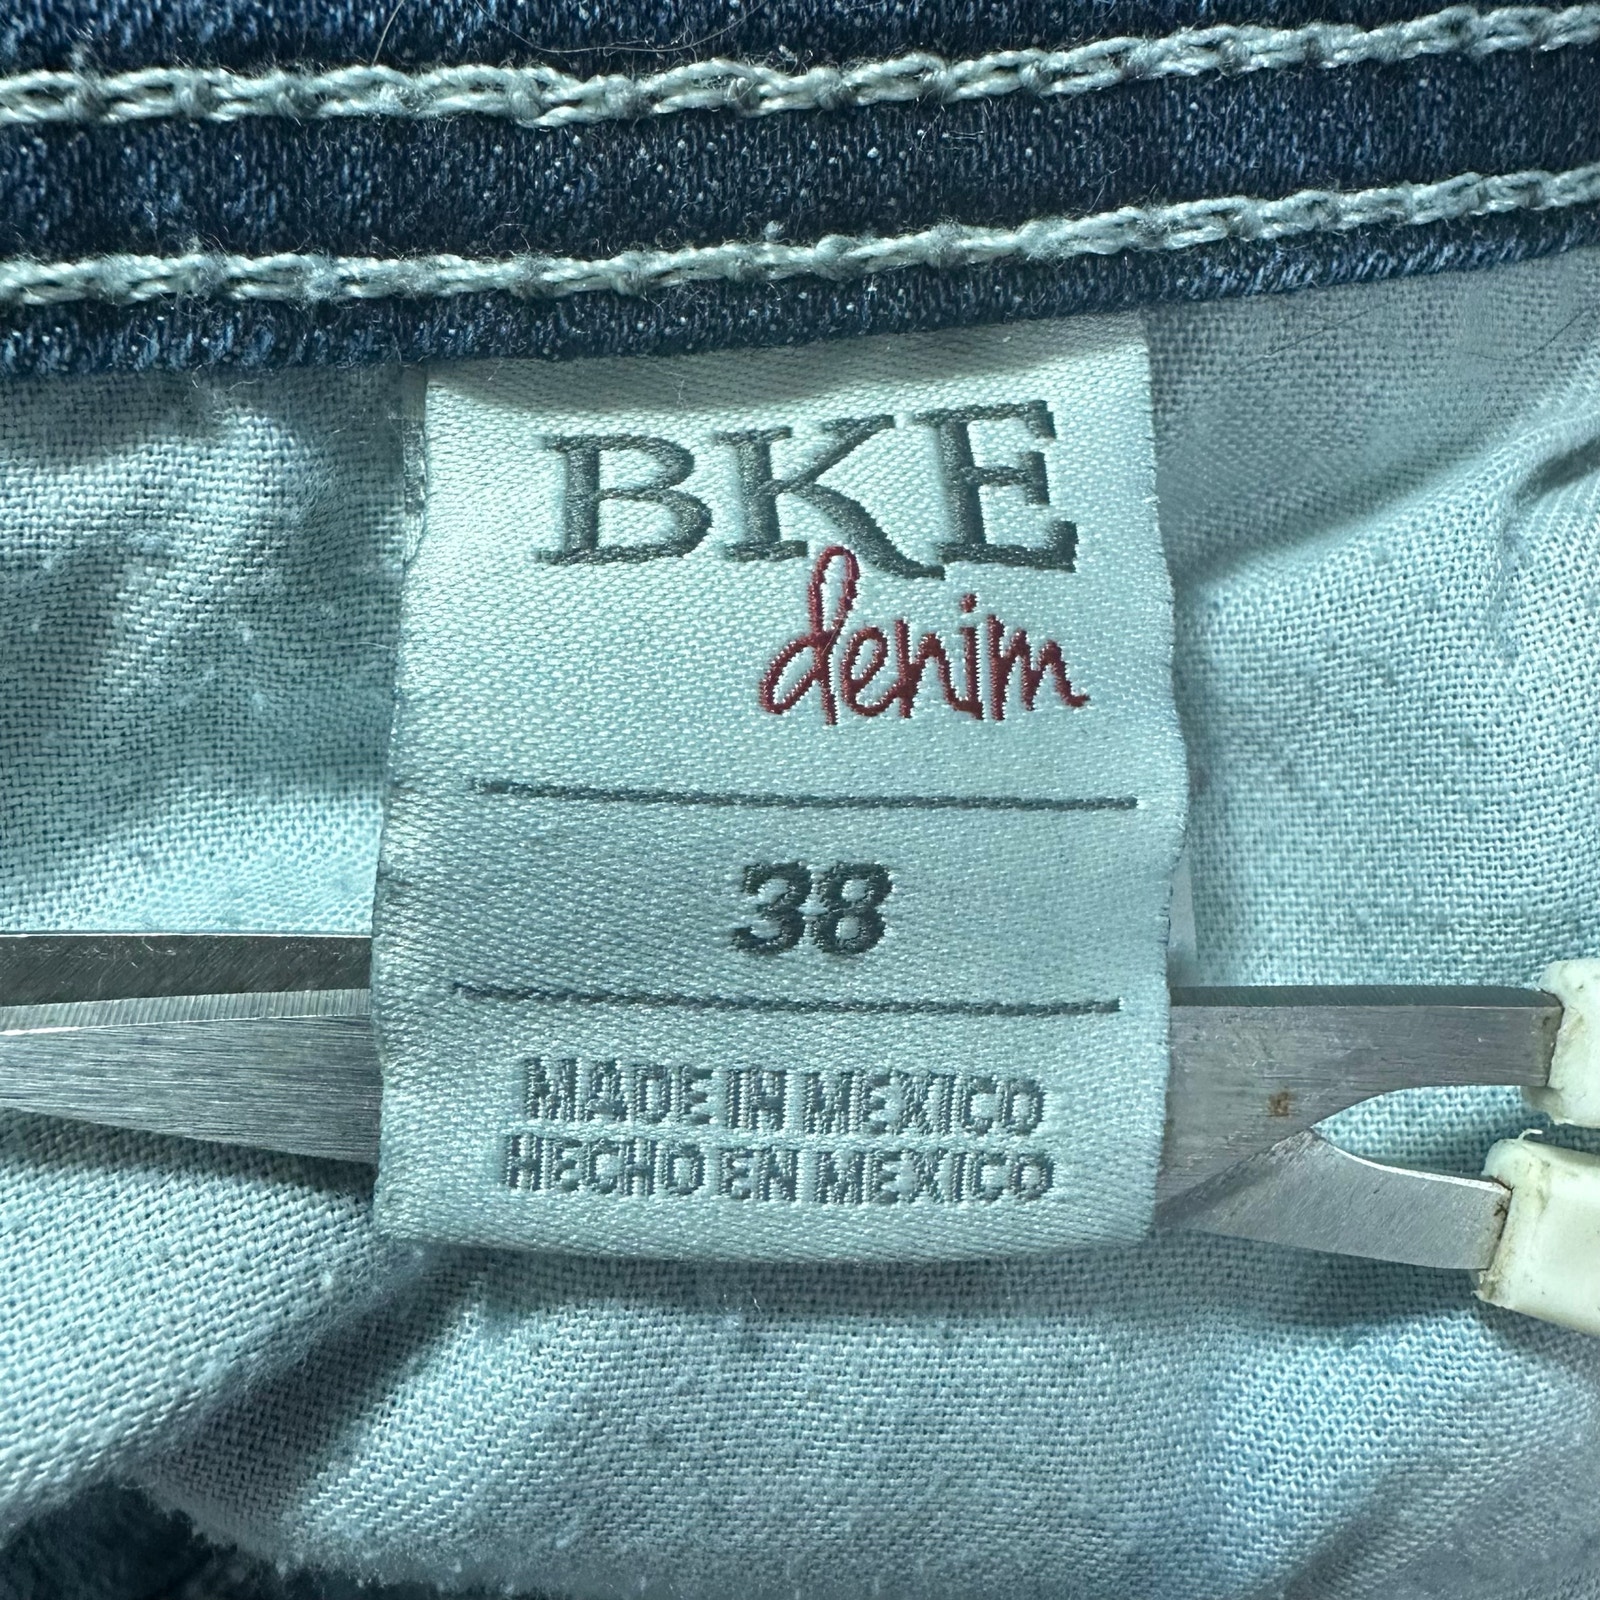 BKE
denim
38
MADE IN MEXICO
HECHO EN MEXICO